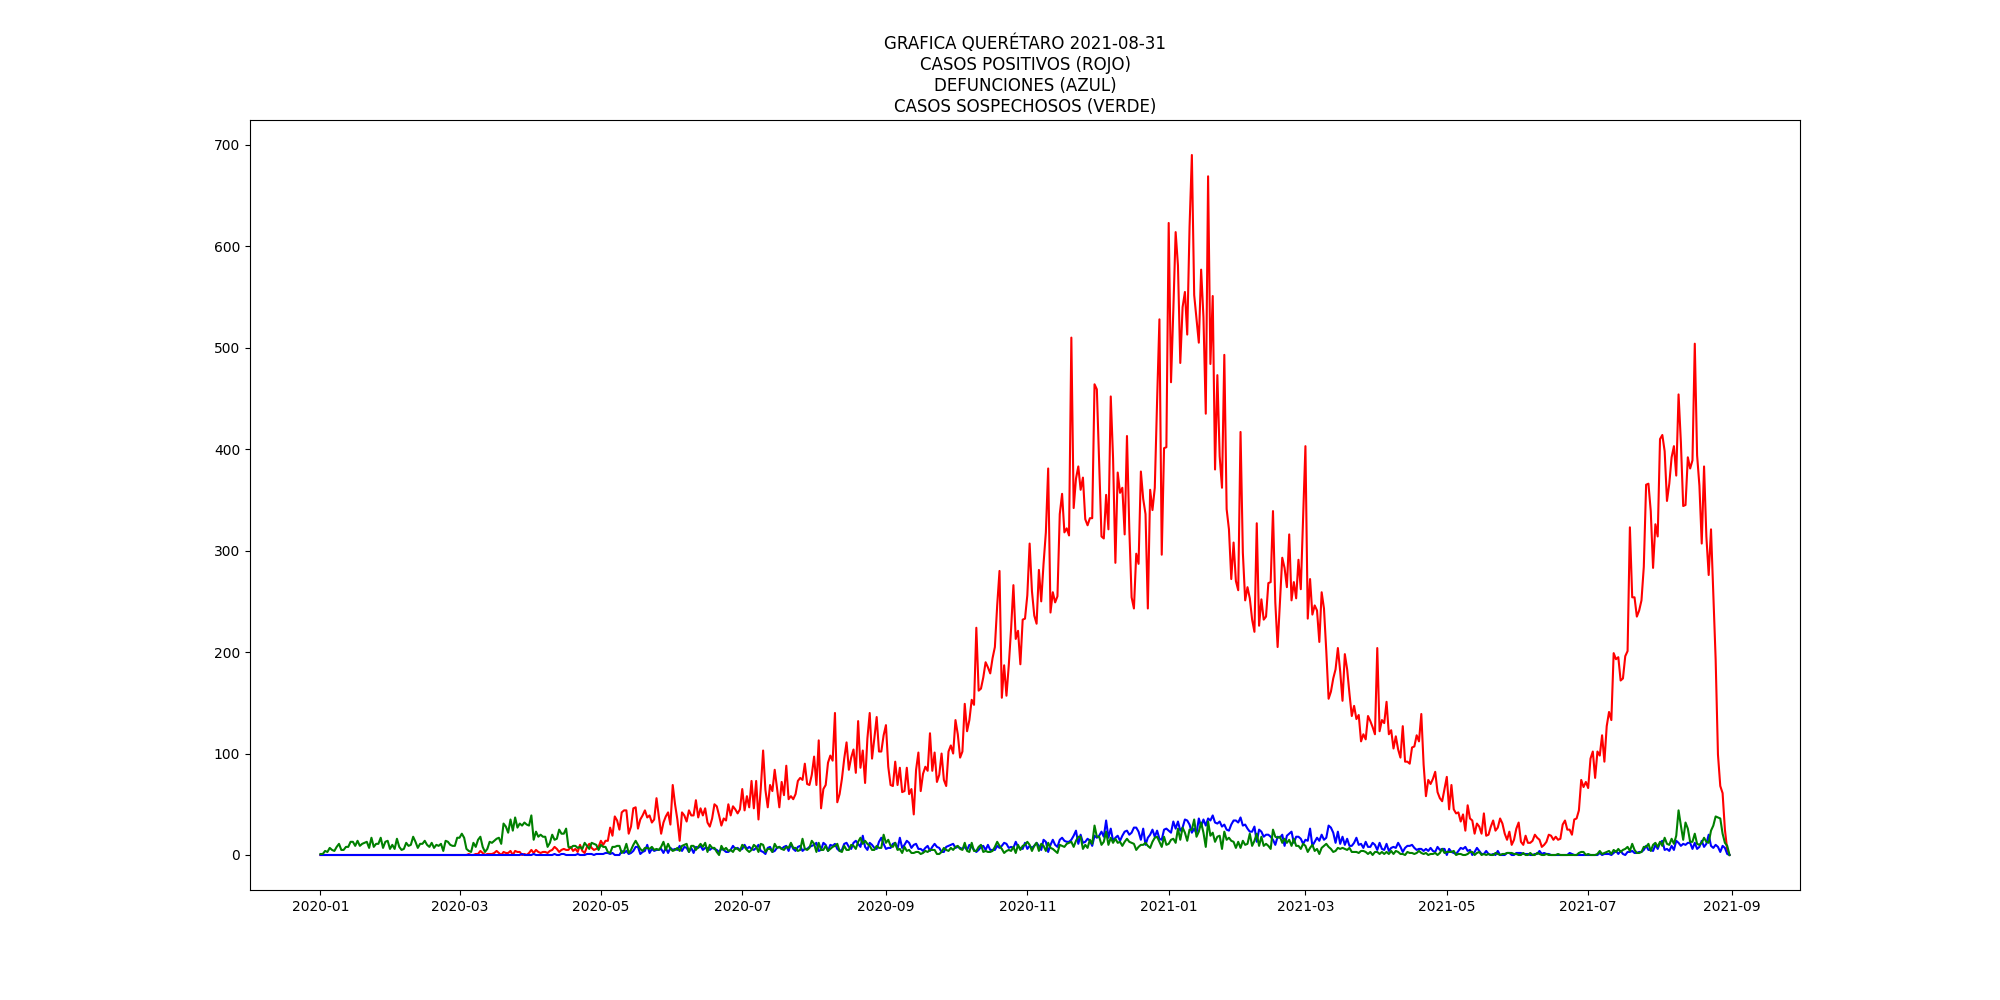 GRAFICA QUERÉTARO 2021-08-31
CASOS POSITIVOS (ROJO)
DEFUNCIONES (AZUL)
CASOS SOSPECHOSOS (VERDE)
700
600
500
400
300
200
100
0
2020-01 2020-03 2020-05 2020-07 2020-09 2020-11 2021-01 2021-03 2021-05 2021-07 2021-09